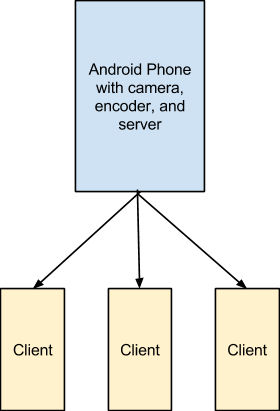 Android Phone
with camera,
encoder, and
server
Client
Client
Client